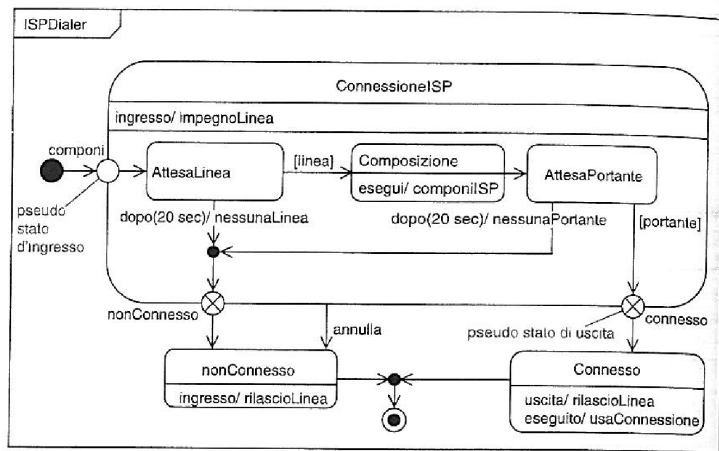 ISPDialer
ConnessioneISP
ingresso/ impegnoLinea
componi
AttesaLinea
[linea]
Composizione
esegui/ componiISP
AttesaPortante
pseudo
stato
d'ingresso
dopo(20 sec)/ nessunaLinea
dopo(20 sec)/ nessunaPortante
[portante]
nonConnesso
annulla
pseudo stato di uscita
connesso
nonConnesso
ingresso/ rilascioLinea
Connesso
uscita/ rilascioLinea
eseguito/ usaConnessione